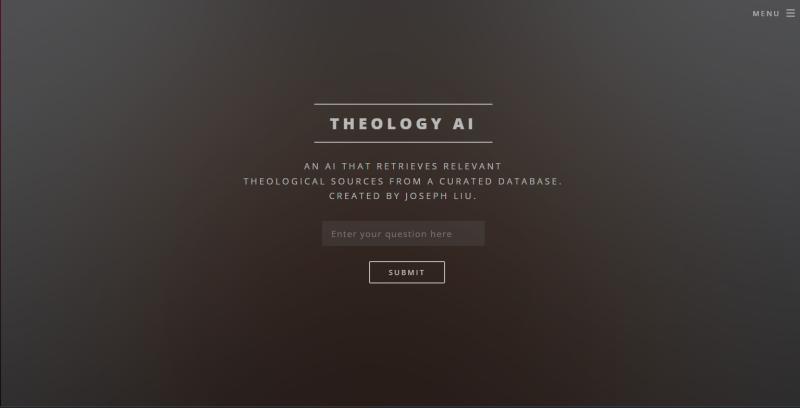 MENU
THEOLOGY AI
AN AI THAT RETRIEVES RELEVANT
THEOLOGICAL SOURCES FROM A CURATED DATABASE.
CREATED BY JOSEPH LIU.
Enter your question here
SUBMIT